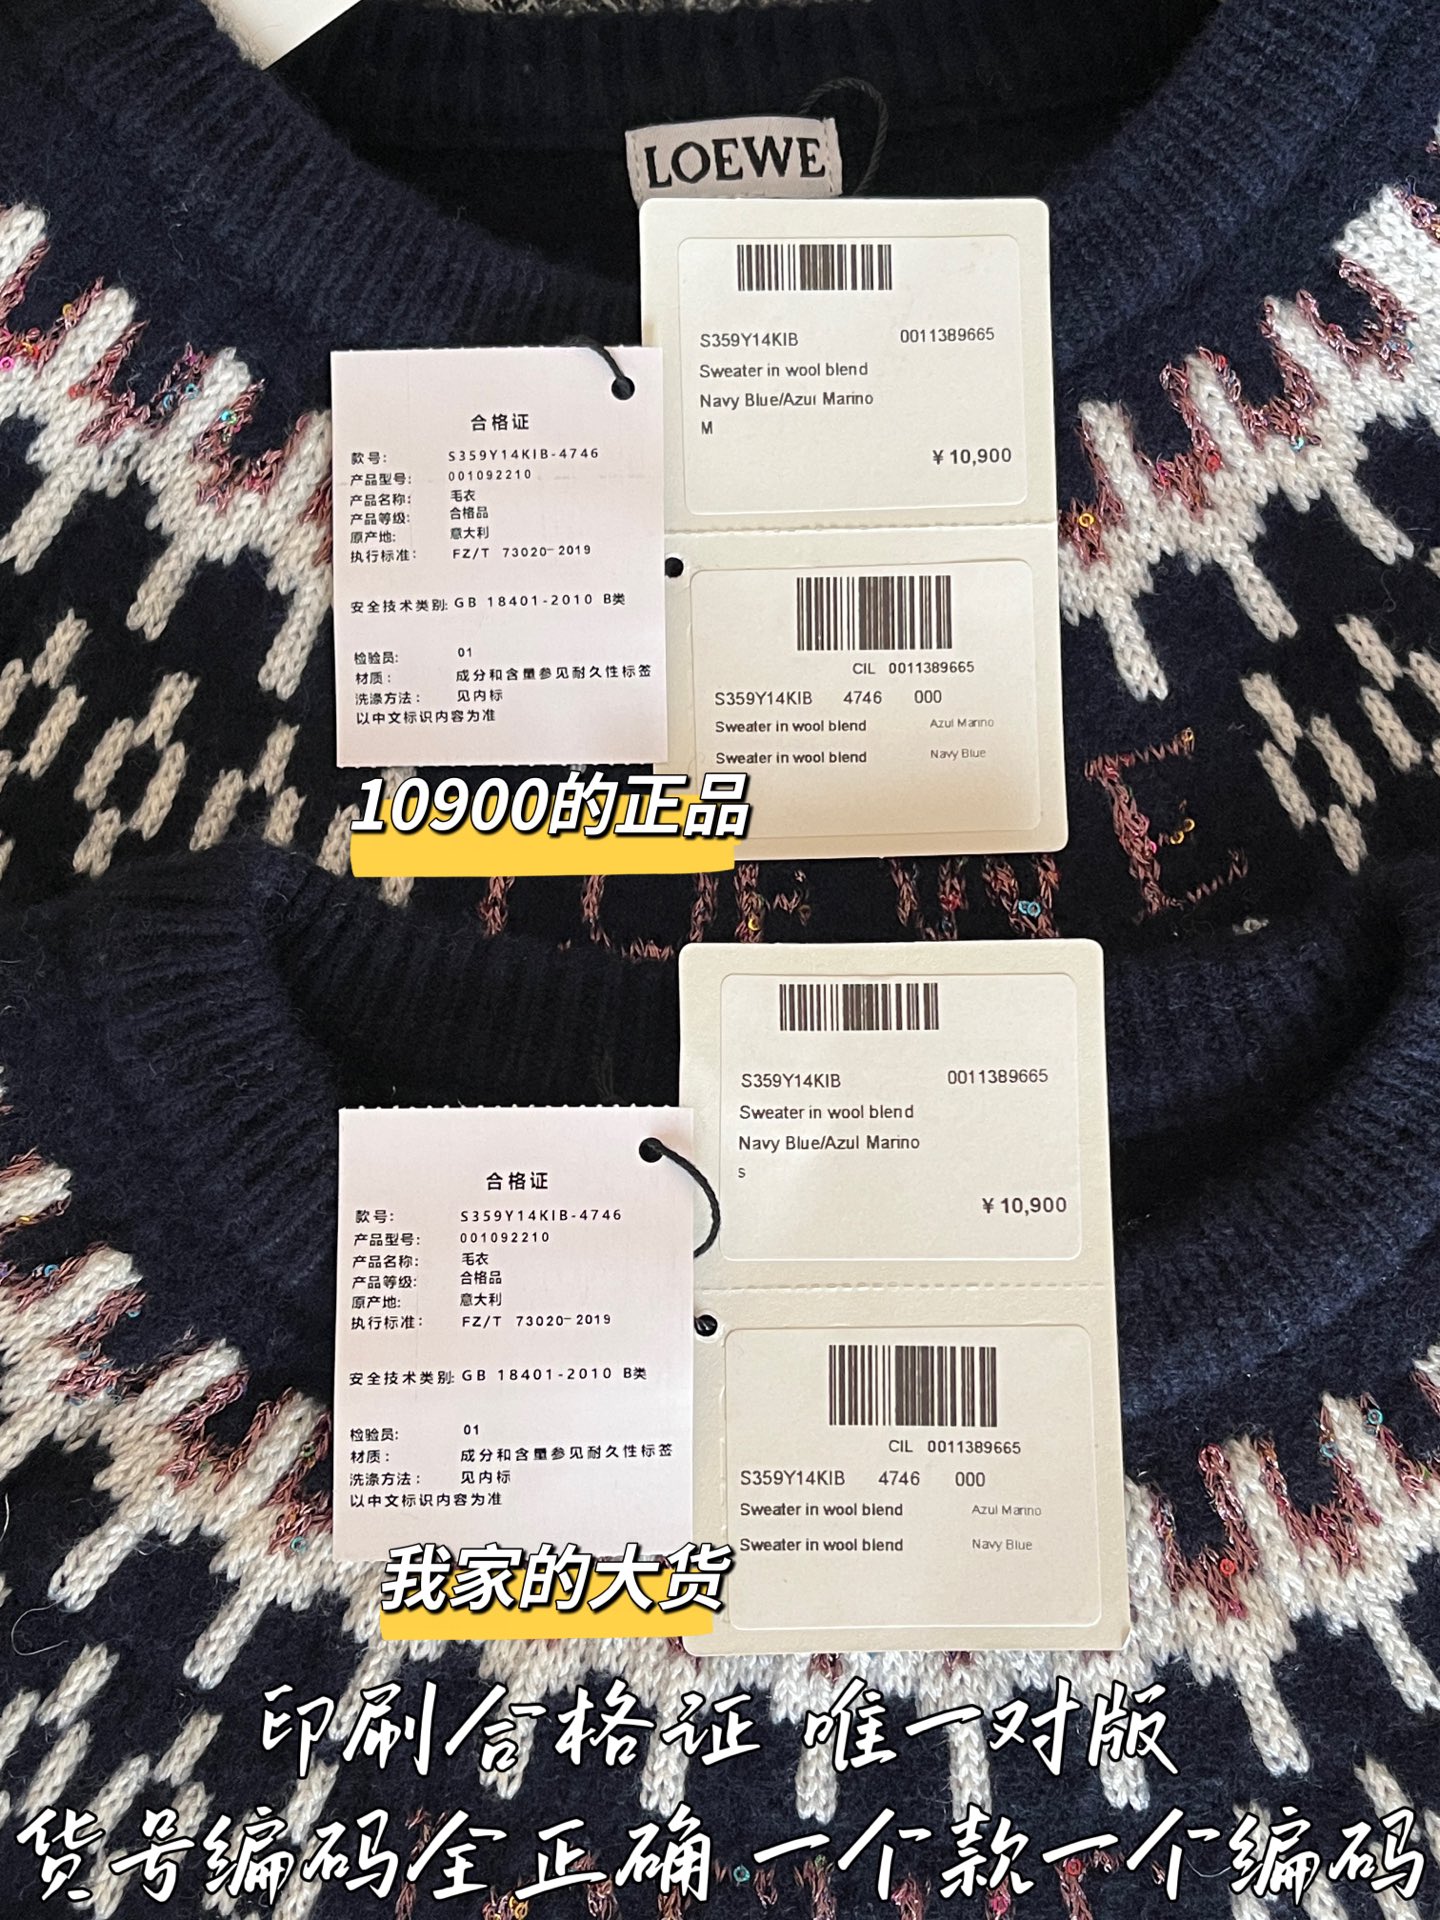 LOEWE
S359Y14KIB 0011389665
Sweater in wool blend
Navy Blue/Azul Marino
M
¥ 10,900
合格证
款号: S359Y14KIB-4746
产品型号: 001092210
产品名称: 毛衣
产品等级: 合格品
原产地: 意大利
执行标准: FZ/T 73020-2019
安全技术类别: GB 18401-2010 B类
检验员: 01
材质: 成分和含量参见耐久性标签
洗涤方法: 见内标
以中文标识内容为准
CIL 0011389665
S359Y14KIB 4746 000
Sweater in wool blend Azul Marino
Sweater in wool blend Navy Blue
10900的正品
LOEWE
S359Y14KIB 0011389665
Sweater in wool blend
Navy Blue/Azul Marino
S
¥ 10,900
合格证
款号: S359Y14KIB-4746
产品型号: 001092210
产品名称: 毛衣
产品等级: 合格品
原产地: 意大利
执行标准: FZ/T 73020-2019
安全技术类别: GB 18401-2010 B类
检验员: 01
材质: 成分和含量参见耐久性标签
洗涤方法: 见内标
以中文标识内容为准
CIL 0011389665
S359Y14KIB 4746 000
Sweater in wool blend Azul Marino
Sweater in wool blend Navy Blue
我家的大货
印刷合格证 唯一对版
货号编码全正确 一个款一个编码